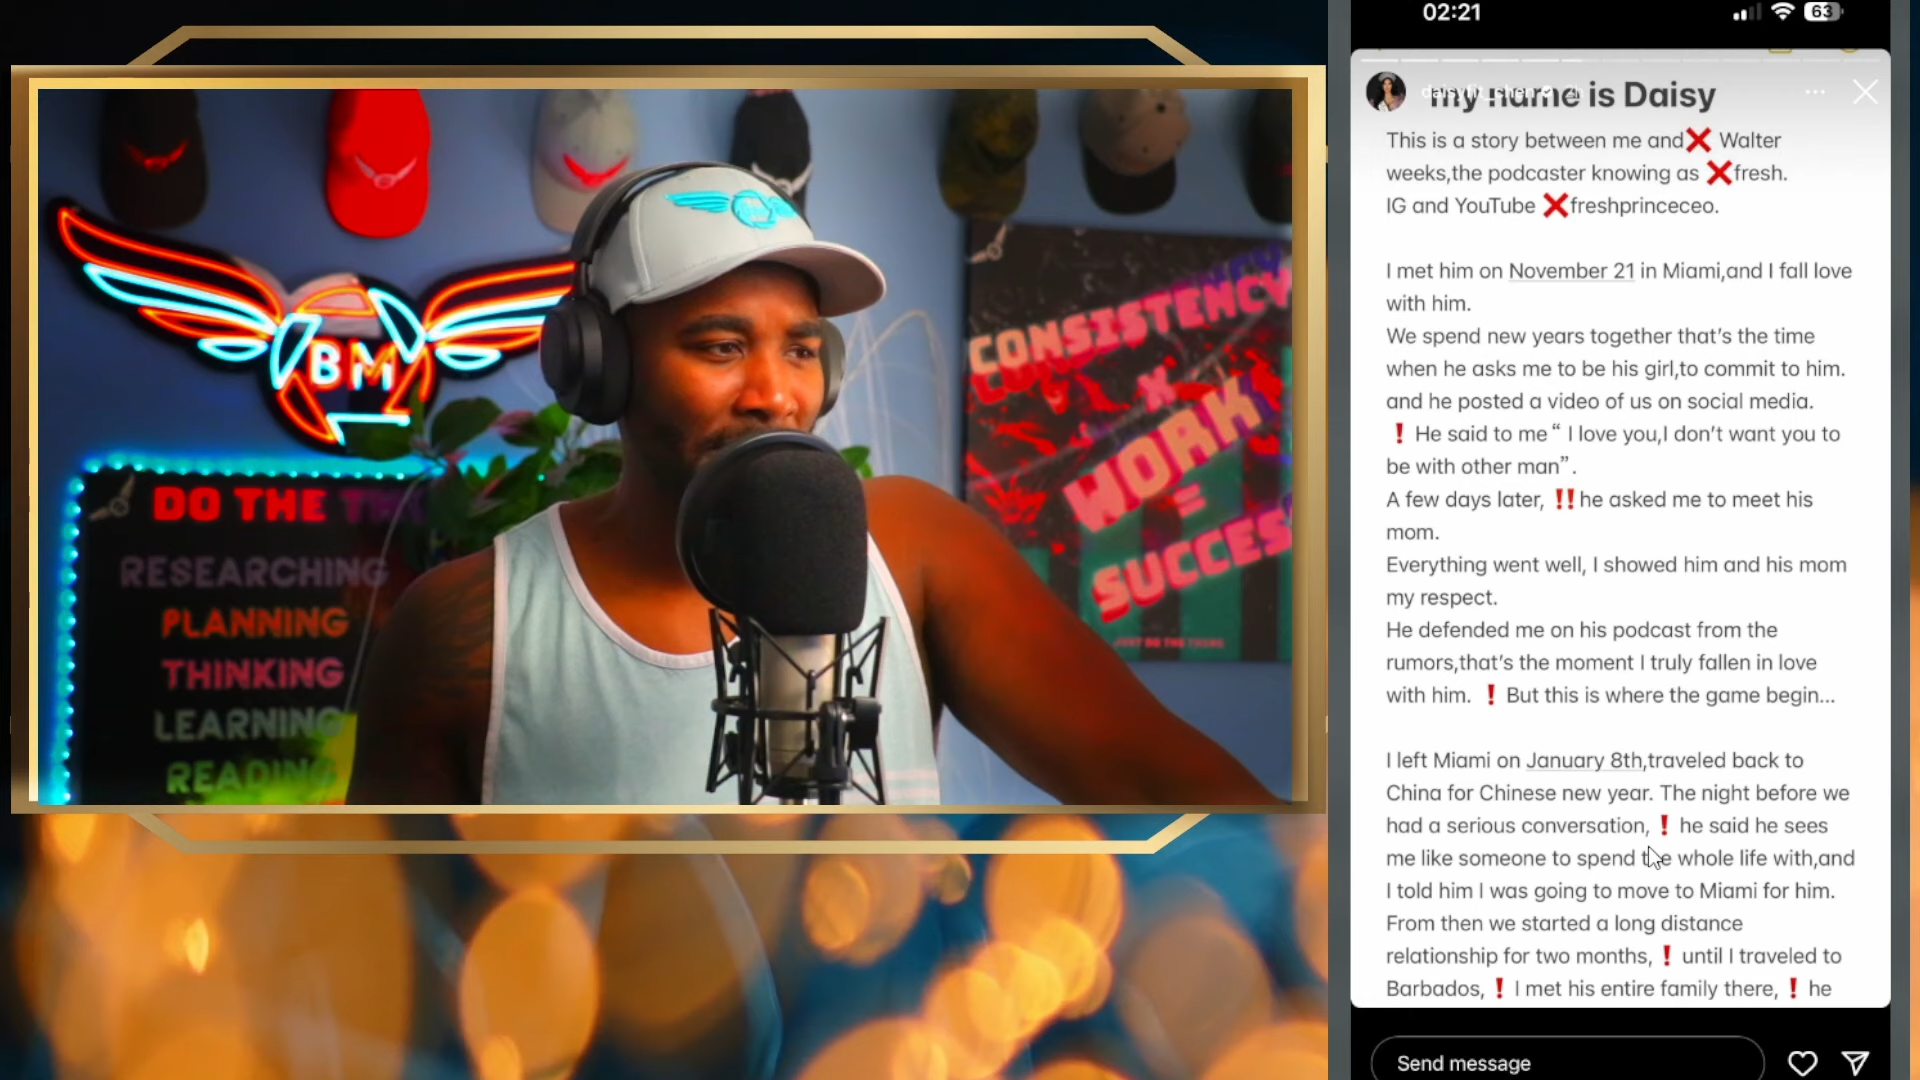 BM
DO THE
RESEARCHING
PLANNING
THINKING
LEARNING
READING
CONSISTENCY
X
WORK
=
SUCCES
JUST DO THE THING
02:21
63
my name is Daisy
This is a story between me and❌ Walter
weeks,the podcaster knowing as ❌fresh.
IG and YouTube ❌freshprinceceo.
I met him on November 21 in Miami,and I fall love
with him.
We spend new years together that’s the time
when he asks me to be his girl,to commit to him.
and he posted a video of us on social media.
❗ He said to me “ I love you,I don’t want you to
be with other man”.
A few days later, ‼️he asked me to meet his
mom.
Everything went well, I showed him and his mom
my respect.
He defended me on his podcast from the
rumors,that’s the moment I truly fallen in love
with him. ❗ But this is where the game begin...
I left Miami on January 8th,traveled back to
China for Chinese new year. The night before we
had a serious conversation, ❗ he said he sees
me like someone to spend the whole life with,and
I told him I was going to move to Miami for him.
From then we started a long distance
relationship for two months, ❗ until I traveled to
Barbados, ❗ I met his entire family there, ❗ he
Send message